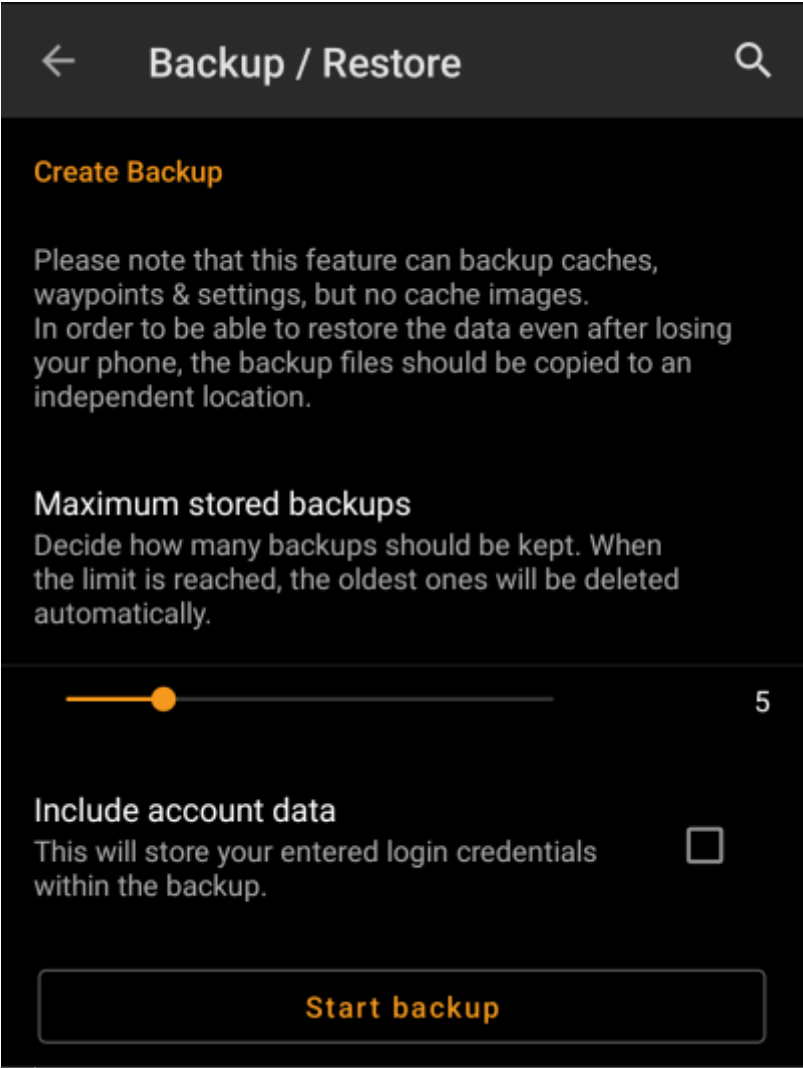 Backup / Restore
Create Backup
Please note that this feature can backup caches,
waypoints & settings, but no cache images.
In order to be able to restore the data even after losing
your phone, the backup files should be copied to an
independent location.
Maximum stored backups
Decide how many backups should be kept. When
the limit is reached, the oldest ones will be deleted
automatically.
5
Include account data
This will store your entered login credentials
within the backup.
Start backup